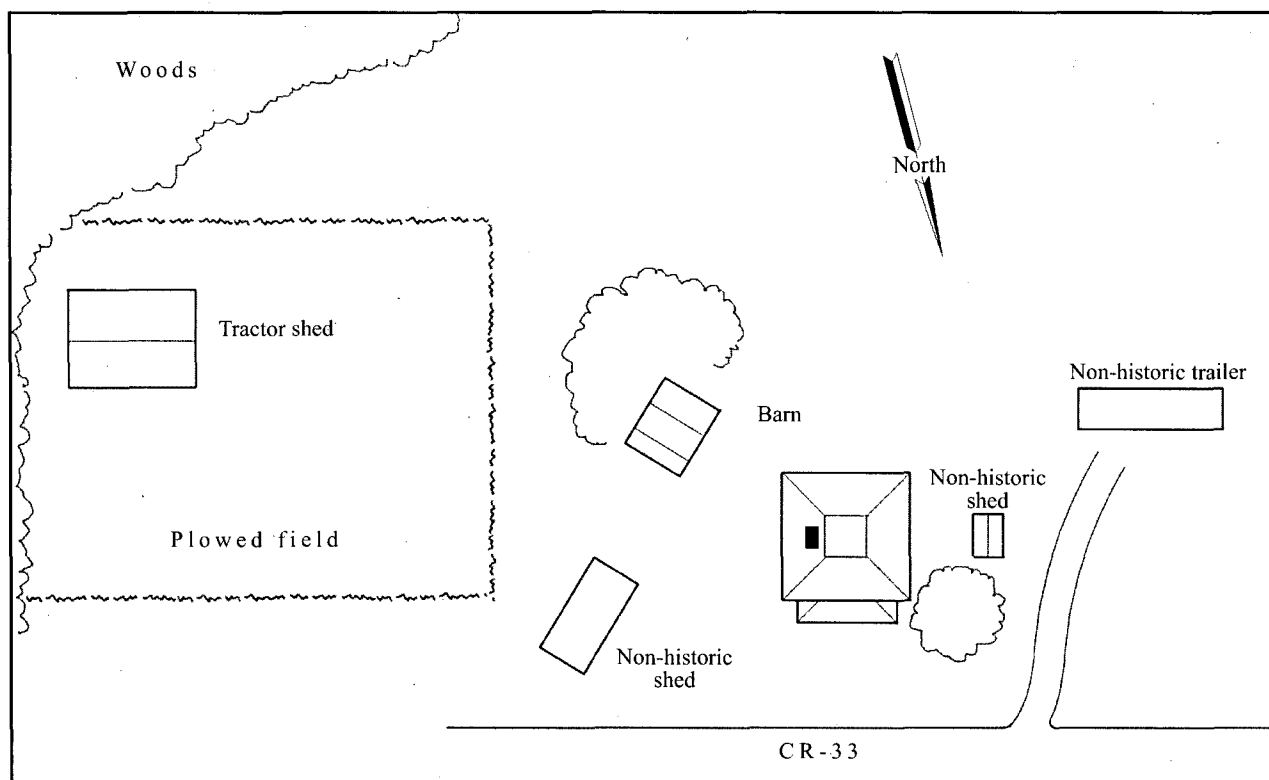 Woods
North
Tractor shed
Non-historic trailer
Barn
Non-historic
shed
Plowed field
Non-historic
shed
CR-33